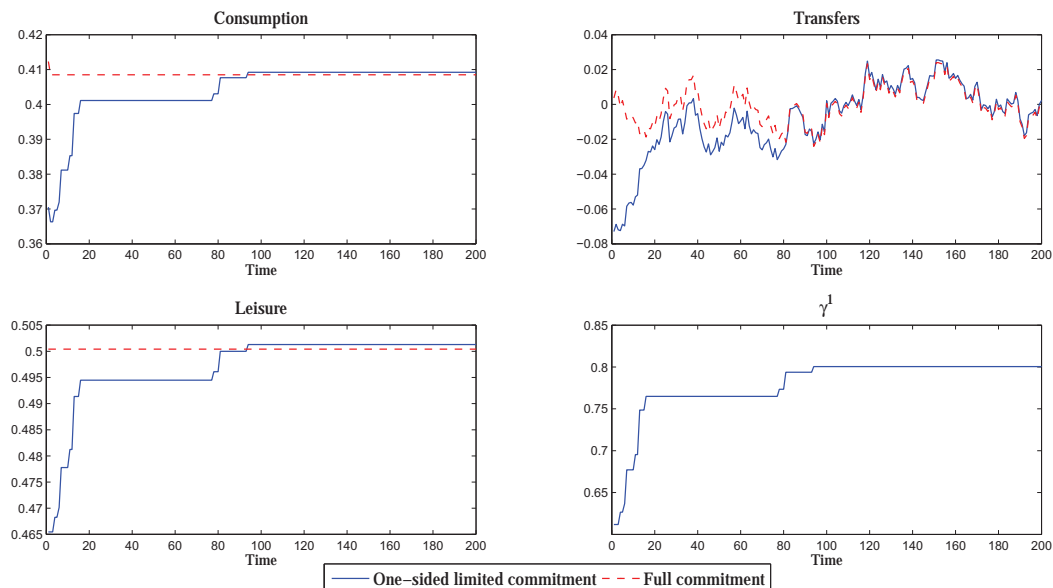 Consumption
0.42
0.41
0.4
0.39
0.38
0.37
0.36
0 20 40 60 80 100 120 140 160 180 200
Time
Transfers
0.04
0.02
0
−0.02
−0.04
−0.06
−0.08
0 20 40 60 80 100 120 140 160 180 200
Time
Leisure
0.505
0.5
0.495
0.49
0.485
0.48
0.475
0.47
0.465
0 20 40 60 80 100 120 140 160 180 200
Time
γ¹
0.85
0.8
0.75
0.7
0.65
0 20 40 60 80 100 120 140 160 180 200
Time
One−sided limited commitment Full commitment